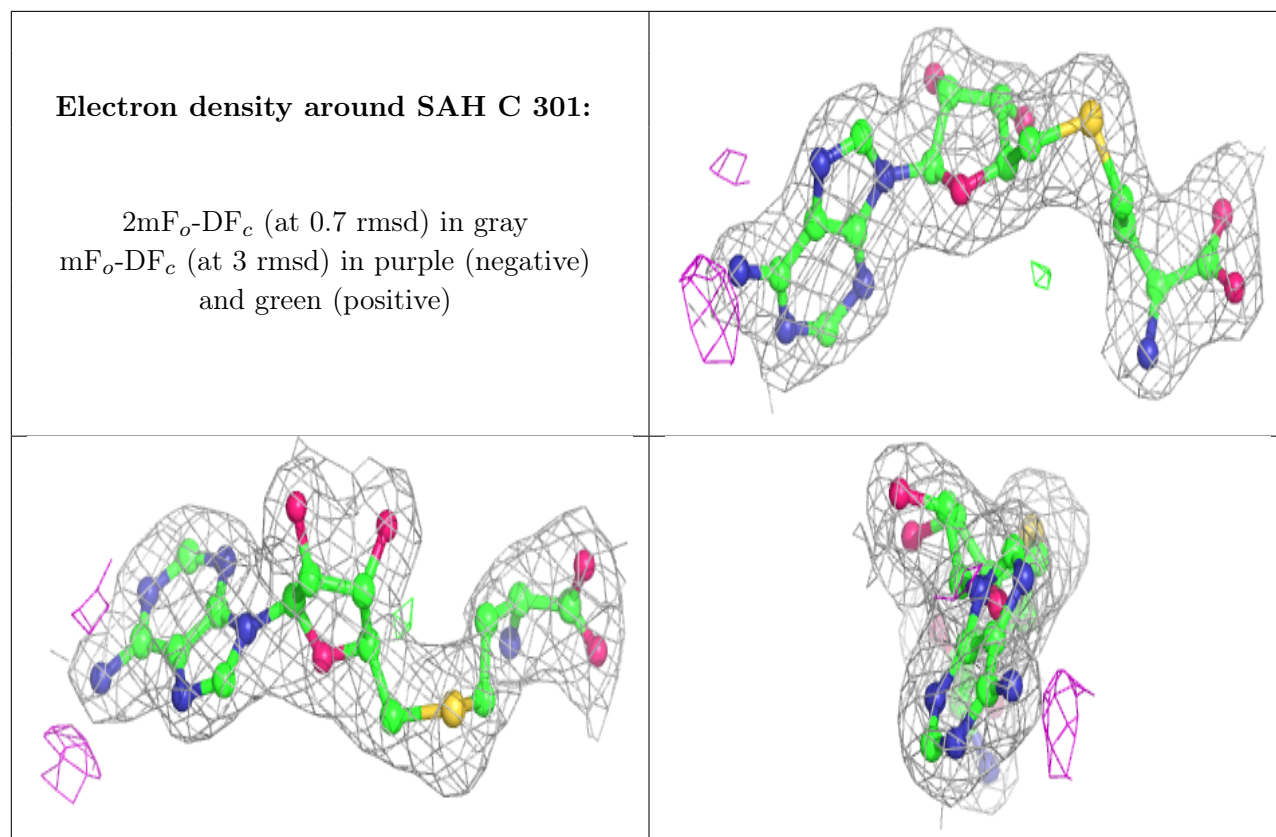 Electron density around SAH C 301:
2mFo-DFc (at 0.7 rmsd) in gray
mFo-DFc (at 3 rmsd) in purple (negative)
and green (positive)